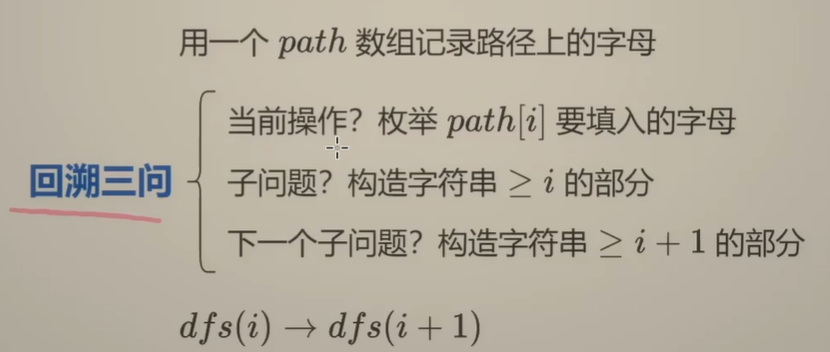 用一个 path 数组记录路径上的字母
当前操作？枚举 path[i] 要填入的字母
回溯三问
子问题？构造字符串 ≥ i 的部分
下一个子问题？构造字符串 ≥ i + 1 的部分
dfs(i) → dfs(i + 1)